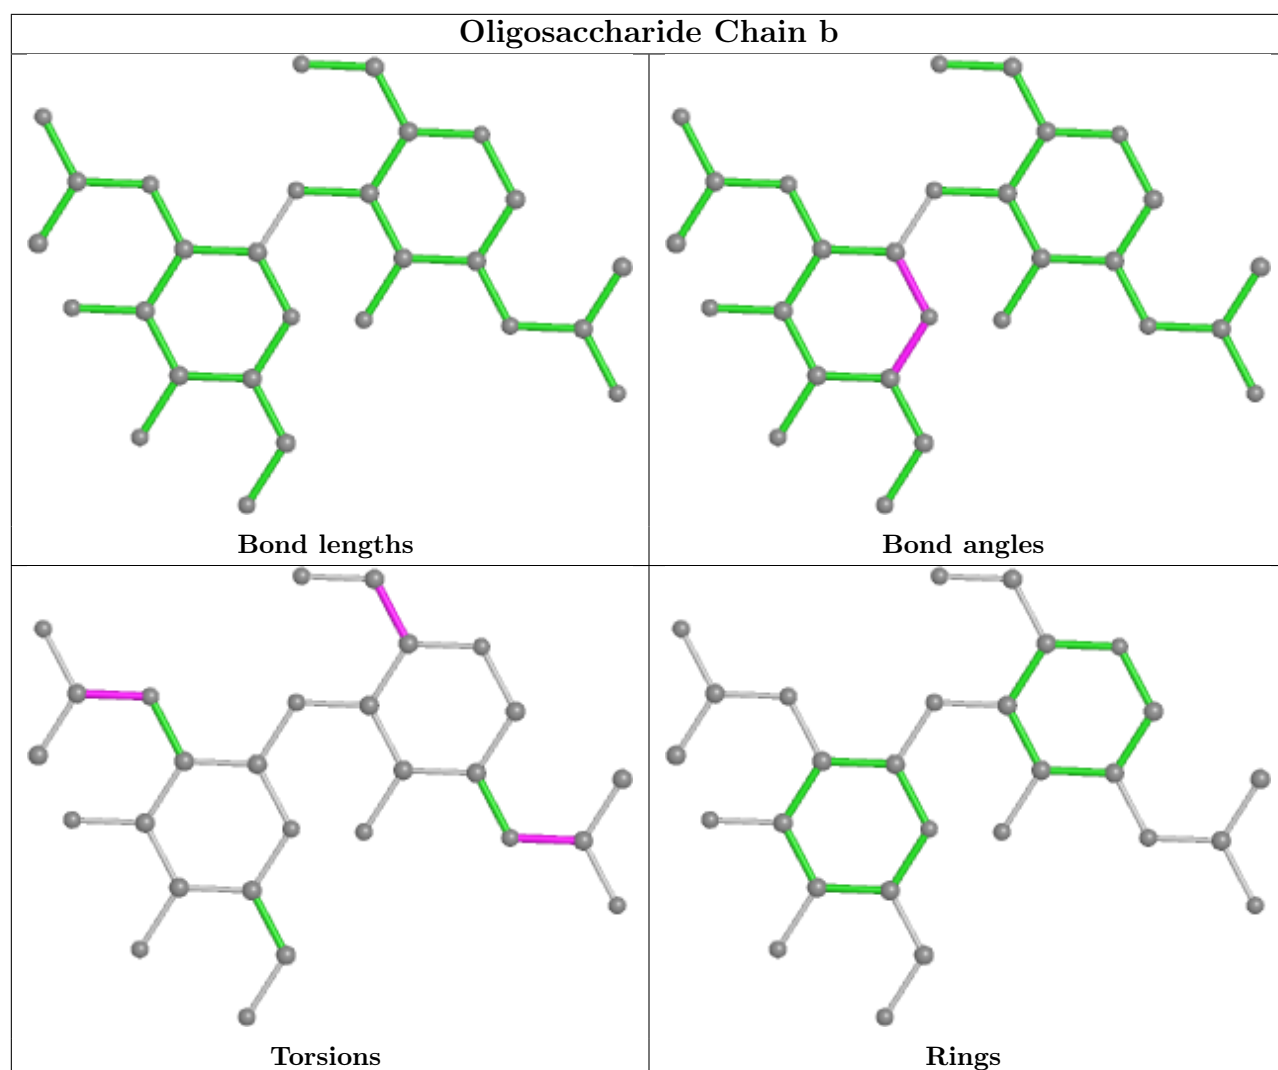 Oligosaccharide Chain b
Bond lengths
Bond angles
Torsions
Rings